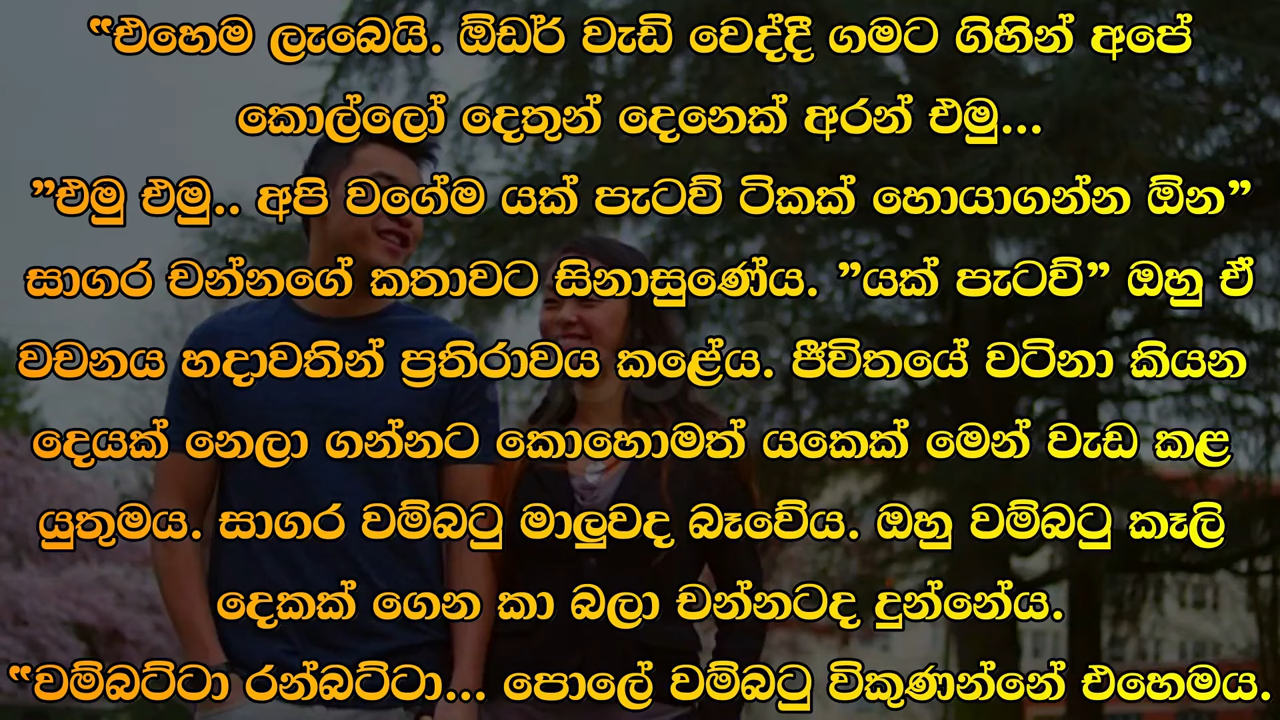 “එහෙම ලැබෙයි. ඕඩර් වැඩි වෙද්දී ගමට ගිහින් අපේ
කොල්ලෝ දෙතුන් දෙනෙක් අරන් එමු...
”එමු එමු.. අපි වගේම යක් පැටව් ටිකක් හොයාගන්න ඕන”
සාගර චන්නගේ කතාවට සිනාසුණේය. ”යක් පැටව්” ඔහු ඒ
වචනය හදාවතින් ප්‍රතිරාවය කළේය. ජීවිතයේ වටිනා කියන
දෙයක් නෙලා ගන්නට කොහොමත් යකෙක් මෙන් වැඩ කළ
යුතුමය. සාගර වම්බටු මාලුවද බෑවේය. ඔහු වම්බටු කෑලි
දෙකක් ගෙන කා බලා චන්නටද දුන්නේය.
“වම්බට්ටා රන්බට්ටා... පොලේ වම්බටු විකුණන්නේ එහෙමය.